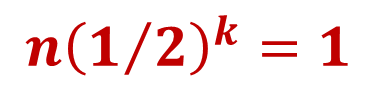 n(1/2)^k = 1